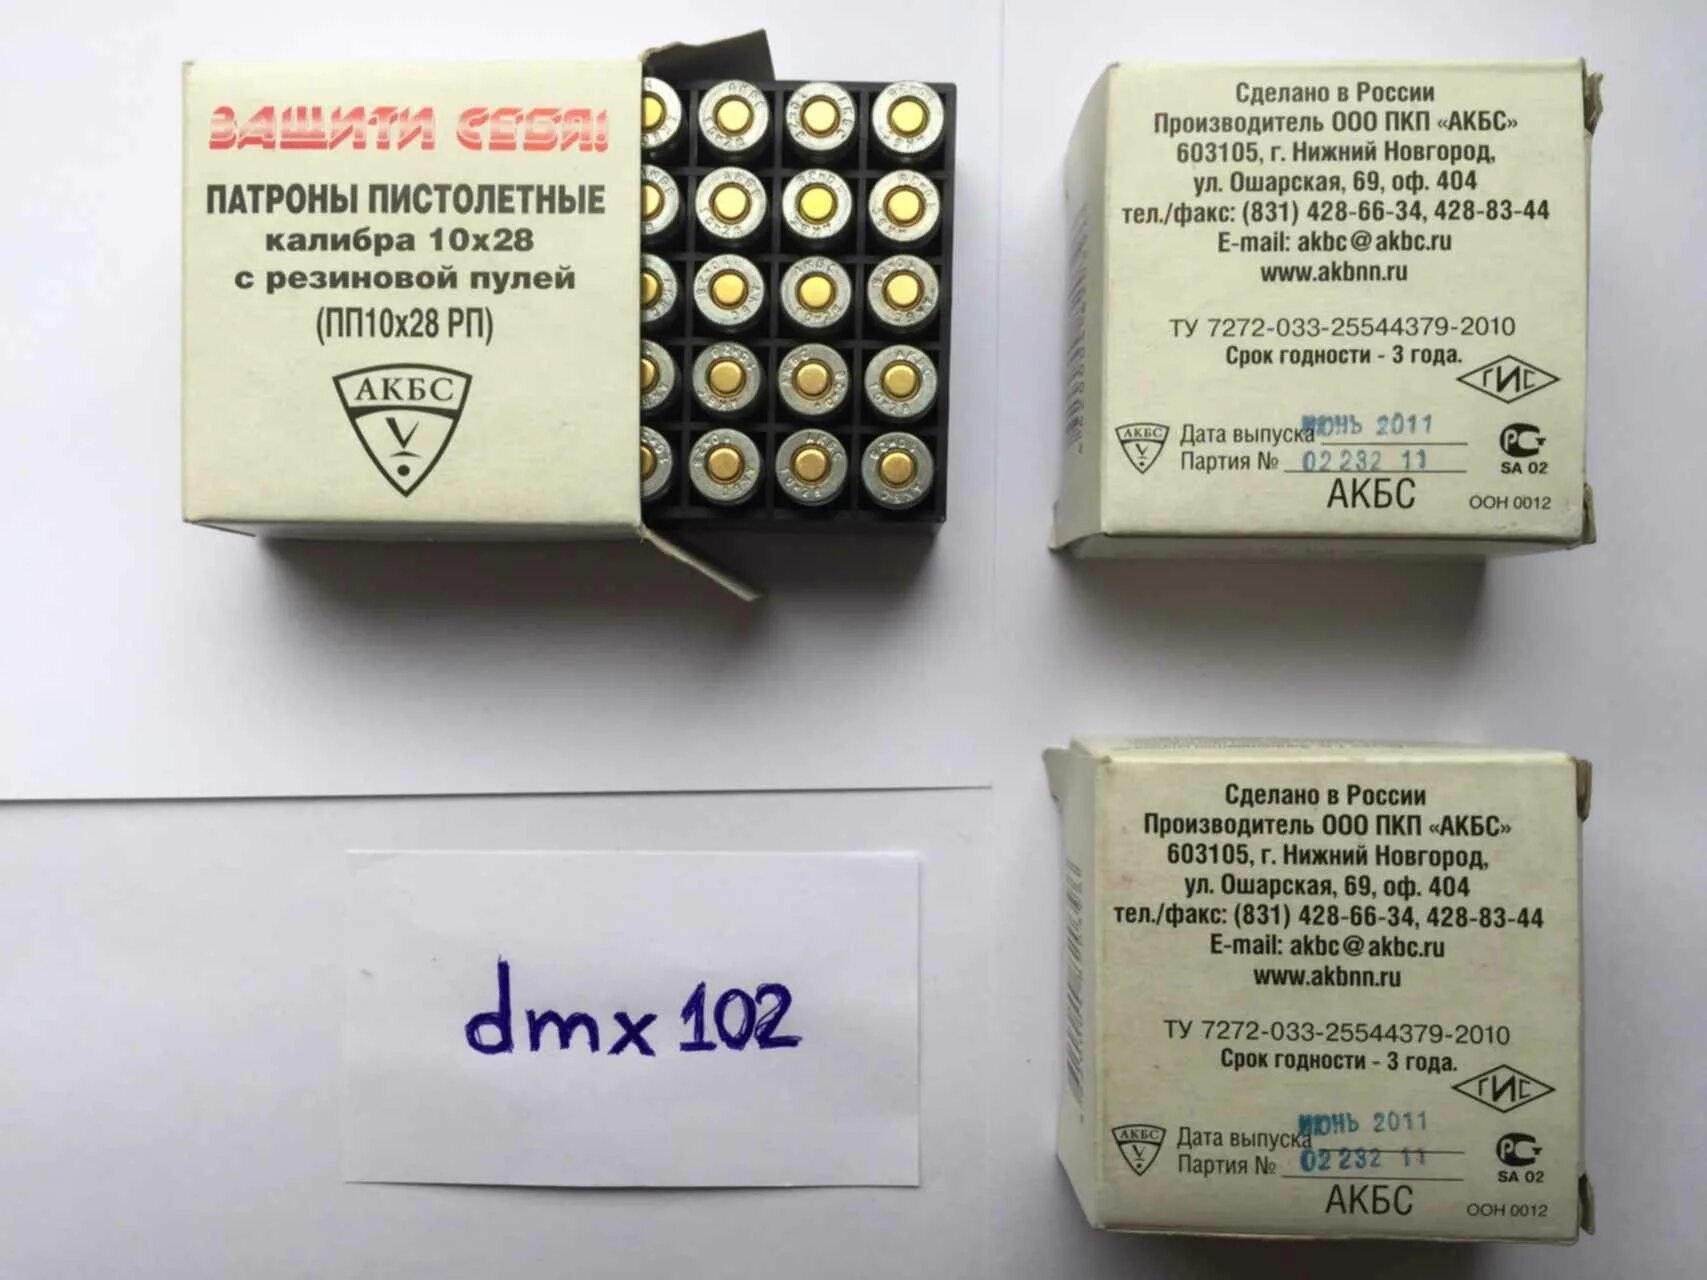 ЗАЩИТИ СЕБЯ!
ПАТРОНЫ ПИСТОЛЕТНЫЕ
калибра 10х28
с резиновой пулей
(ПП10х28 РП)
АКБС
Сделано в России
Производитель ООО ПКП «АКБС»
603105, г. Нижний Новгород,
ул. Ошарская, 69, оф. 404
тел./факс: (831) 428-66-34, 428-83-44
E-mail: akbc@akbc.ru
www.akbnn.ru
ТУ 7272-033-25544379-2010
Срок годности - 3 года.
ГИС
АКБС Дата выпуска ИЮНЬ 2011
Партия № 02232 11
РСТ
SA 02
АКБС
ООН 0012
dmx102
Сделано в России
Производитель ООО ПКП «АКБС»
603105, г. Нижний Новгород,
ул. Ошарская, 69, оф. 404
тел./факс: (831) 428-66-34, 428-83-44
E-mail: akbc@akbc.ru
www.akbnn.ru
ТУ 7272-033-25544379-2010
Срок годности - 3 года.
ГИС
АКБС Дата выпуска ИЮНЬ 2011
Партия № 02232 11
РСТ
SA 02
АКБС
ООН 0012